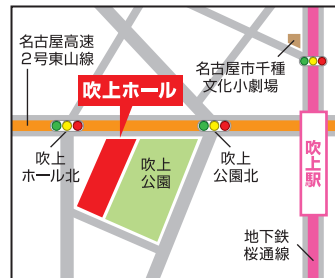 名古屋高速
2号東山線
名古屋市千種
文化小劇場
吹上ホール
吹上
ホール北
吹上
公園
吹上
公園北
吹上駅
地下鉄
桜通線